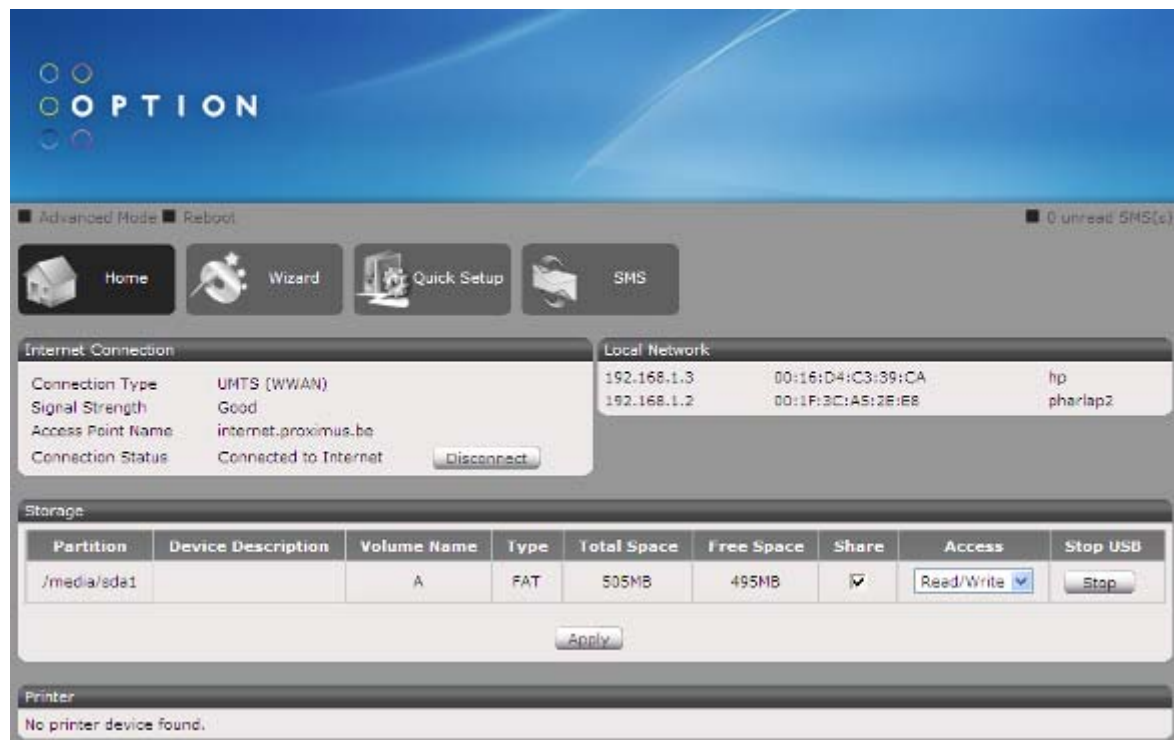 OPTION
Advanced Mode Reboot 0 unread SMS(s)
Home Wizard Quick Setup SMS
Internet Connection
Connection Type UMTS (WWAN)
Signal Strength Good
Access Point Name internet.proximus.be
Connection Status Connected to Internet Disconnect
Local Network
192.168.1.3 00:16:D4:C3:39:CA hp
192.168.1.2 00:1F:3C:A5:2E:E8 pharlap2
Storage
Partition Device Description Volume Name Type Total Space Free Space Share Access Stop USB
/media/sda1 A FAT 505MB 495MB Read/Write Stop
Apply
Printer
No printer device found.